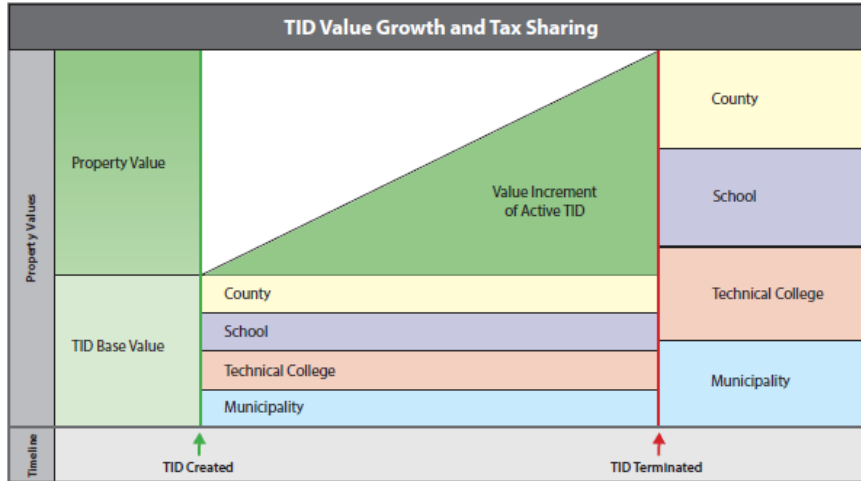 TID Value Growth and Tax Sharing
Property Values
Property Value
TID Base Value
Value Increment
of Active TID
County
School
Technical College
Municipality
County
School
Technical College
Municipality
Timeline
TID Created
TID Terminated